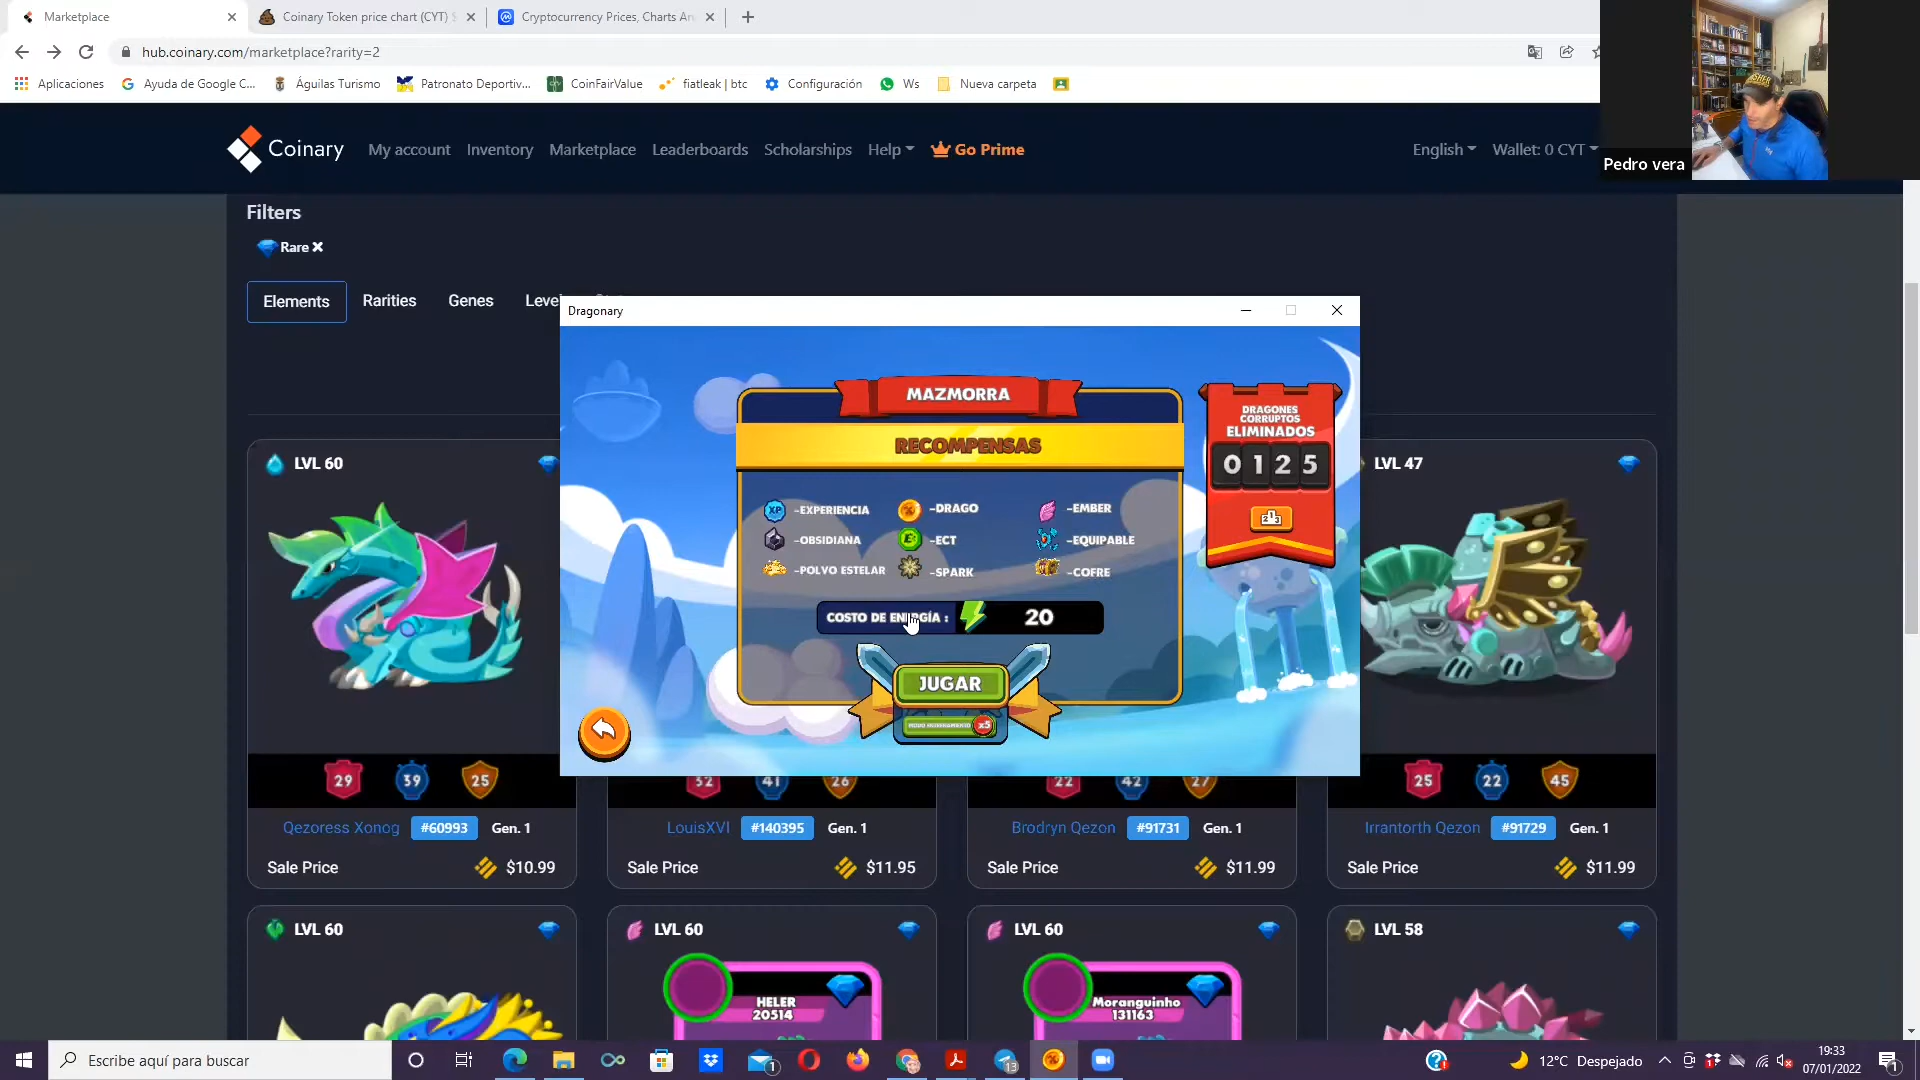 Marketplace
Coinary Token price chart (CYT) $
Cryptocurrency Prices, Charts An
hub.coinary.com/marketplace?rarity=2
Aplicaciones
Ayuda de Google C...
Águilas Turismo
Patronato Deportiv...
CoinFairValue
fiatleak | btc
Configuración
Ws
Nueva carpeta
Pedro vera
Coinary
My account
Inventory
Marketplace
Leaderboards
Scholarships
Help
Go Prime
English
Wallet: 0 CYT
Filters
Rare
Elements
Rarities
Genes
Dragonary
MAZMORRA
RECOMPENSAS
XP -EXPERIENCIA
-DRAGO
-EMBER
-OBSIDIANA
-ECT
-EQUIPABLE
-POLVO ESTELAR
-SPARK
-COFRE
COSTO DE ENERGÍA :
20
JUGAR
x5
DRAGONES
CORRUPTOS
ELIMINADOS
0125
LVL 60
LVL 47
29
39
25
32
41
26
22
42
27
25
22
45
Qezoress Xonog
#60993
Gen. 1
LouisXVI
#140395
Gen. 1
Brodryn Qezon
#91731
Gen. 1
Irrantorth Qezon
#91729
Gen. 1
Sale Price
$10.99
Sale Price
$11.95
Sale Price
$11.99
Sale Price
$11.99
LVL 60
LVL 60
LVL 60
LVL 58
HELER
20514
Moranguinho
131163
Escribe aquí para buscar
1
13
12°C Despejado
19:33
07/01/2022
1